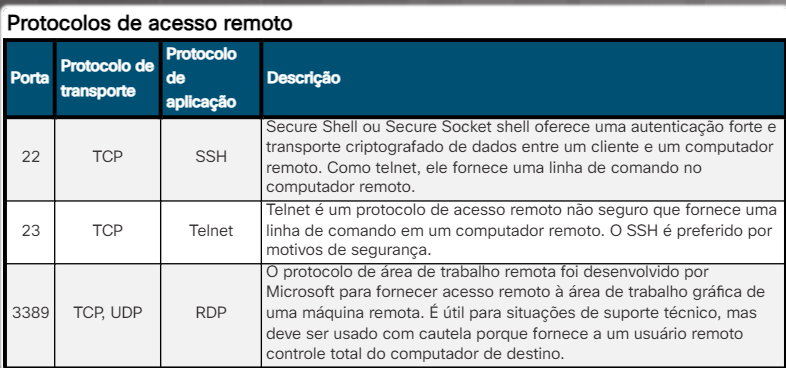 Protocolos de acesso remoto
Porta
Protocolo de
transporte
Protocolo
de
aplicação
Descrição
22
TCP
SSH
Secure Shell ou Secure Socket shell oferece uma autenticação forte e
transporte criptografado de dados entre um cliente e um computador
remoto. Como telnet, ele fornece uma linha de comando no
computador remoto.
23
TCP
Telnet
Telnet é um protocolo de acesso remoto não seguro que fornece uma
linha de comando em um computador remoto. O SSH é preferido por
motivos de segurança.
3389
TCP, UDP
RDP
O protocolo de área de trabalho remota foi desenvolvido por
Microsoft para fornecer acesso remoto à área de trabalho gráfica de
uma máquina remota. É útil para situações de suporte técnico, mas
deve ser usado com cautela porque fornece a um usuário remoto
controle total do computador de destino.